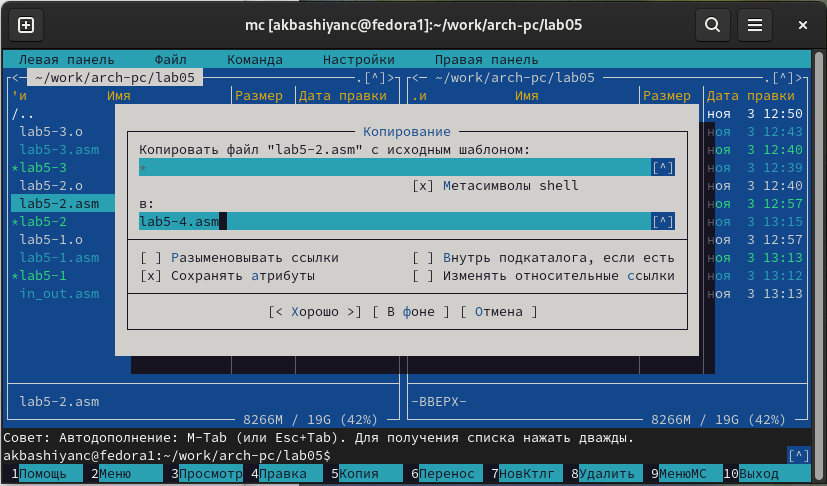 mc [akbashiyanc@fedora1]:~/work/arch-pc/lab05
Левая панель Файл Команда Настройки Правая панель
<─ ~/work/arch-pc/lab05 .[^]> <─ ~/work/arch-pc/lab05 .[^]>
'и Имя Размер Дата правки .и Имя Размер Дата правки
/.. ноя 3 12:50
lab5-3.o ноя 3 12:43
lab5-3.asm Копирование ноя 3 12:40
*lab5-3 Копировать файл "lab5-2.asm" с исходным шаблоном: ноя 3 12:39
* [^]
lab5-2.o [x] Метасимволы shell ноя 3 12:40
lab5-2.asm в: ноя 3 12:57
*lab5-2 lab5-4.asm [^] ноя 3 13:15
lab5-1.o ноя 3 12:57
lab5-1.asm [ ] Разыменовывать ссылки [ ] Внутрь подкаталога, если есть ноя 3 13:13
*lab5-1 [x] Сохранять атрибуты [ ] Изменять относительные ссылки ноя 3 13:12
in_out.asm ноя 3 13:13
[< Хорошо >] [ В фоне ] [ Отмена ]
lab5-2.asm -ВВЕРХ-
8266M / 19G (42%) 8266M / 19G (42%)
Совет: Автодополнение: M-Tab (или Esc+Tab). Для получения списка нажать дважды.
akbashiyanc@fedora1:~/work/arch-pc/lab05$ [^]
1Помощь 2Меню 3Просмотр 4Правка 5Копия 6Перенос 7НовКтлг 8Удалить 9МенюMC 10Выход